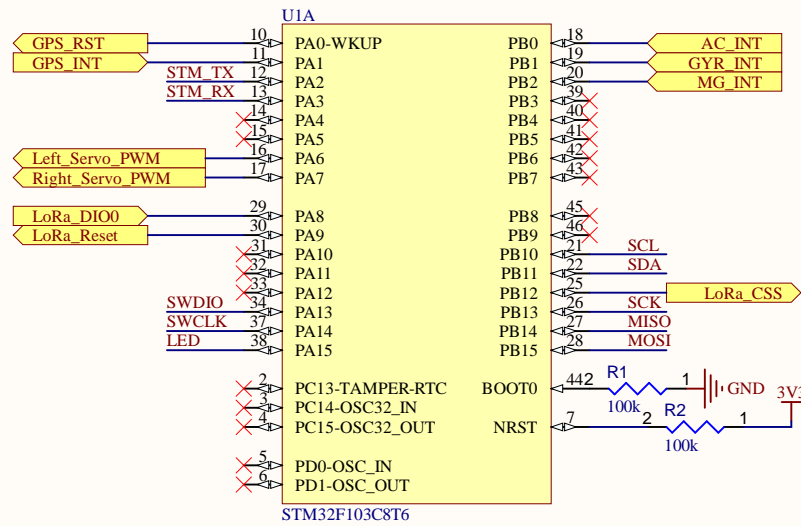 U1A
GPS_RST 10 PA0-WKUP PB0 18 AC_INT
GPS_INT 11 PA1 PB1 19 GYR_INT
STM_TX 12 PA2 PB2 20 MG_INT
STM_RX 13 PA3 PB3 39
14 PA4 PB4 40
15 PA5 PB5 41
Left_Servo_PWM 16 PA6 PB6 42
Right_Servo_PWM 17 PA7 PB7 43
LoRa_DIO0 29 PA8 PB8 45
LoRa_Reset 30 PA9 PB9 46
31 PA10 PB10 21 SCL
32 PA11 PB11 22 SDA
33 PA12 PB12 25 LoRa_CSS
SWDIO 34 PA13 PB13 26 SCK
SWCLK 37 PA14 PB14 27 MISO
LED 38 PA15 PB15 28 MOSI
2 PC13-TAMPER-RTC BOOT0 44 2 R1 1 GND
100k
3 PC14-OSC32_IN
3V3
4 PC15-OSC32_OUT NRST 7 2 R2 1
100k
5 PD0-OSC_IN
6 PD1-OSC_OUT
STM32F103C8T6